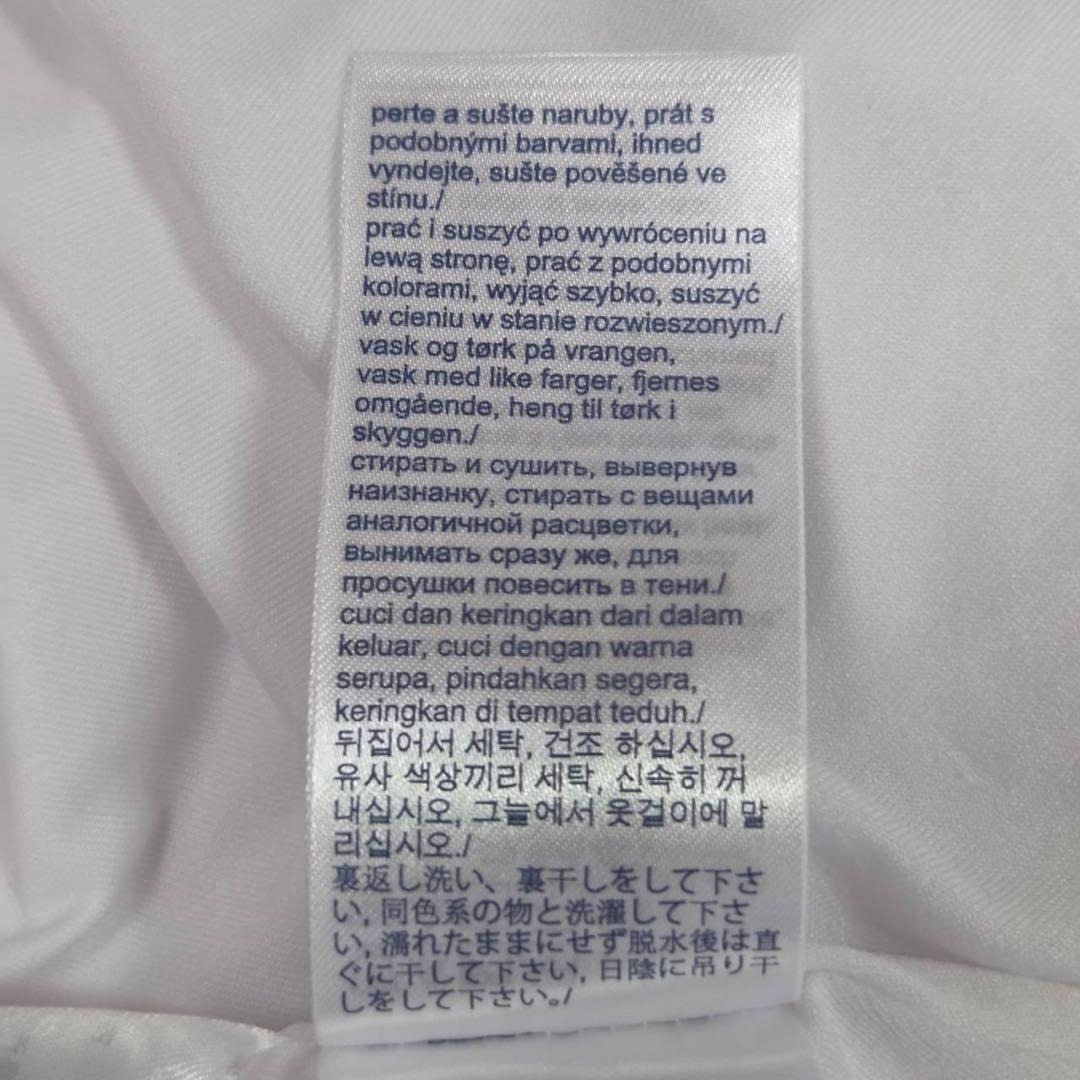 perte a sušte naruby, prát s
podobnými barvami, ihned
vyndejte, sušte pověšené ve
stínu./
prać i suszyć po wywróceniu na
lewą stronę, prać z podobnymi
kolorami, wyjąć szybko, suszyć
w cieniu w stanie rozwieszonym./
vask og tørk på vrangen,
vask med like farger, fjernes
omgående, heng til tørk i
skyggen./
стирать и сушить, вывернув
наизнанку, стирать с вещами
аналогичной расцветки,
вынимать сразу же, для
просушки повесить в тени./
cuci dan keringkan dari dalam
keluar, cuci dengan warna
serupa, pindahkan segera,
keringkan di tempat teduh./
뒤집어서 세탁, 건조 하십시오,
유사 색상끼리 세탁, 신속히 꺼
내십시오, 그늘에서 옷걸이에 말
리십시오./
裏返し洗い、裏干しをして下さ
い, 同色系の物と洗濯して下さ
い, 濡れたままにせず脱水後は直
ぐに干して下さい, 日陰に吊り干
しをして下さい。/